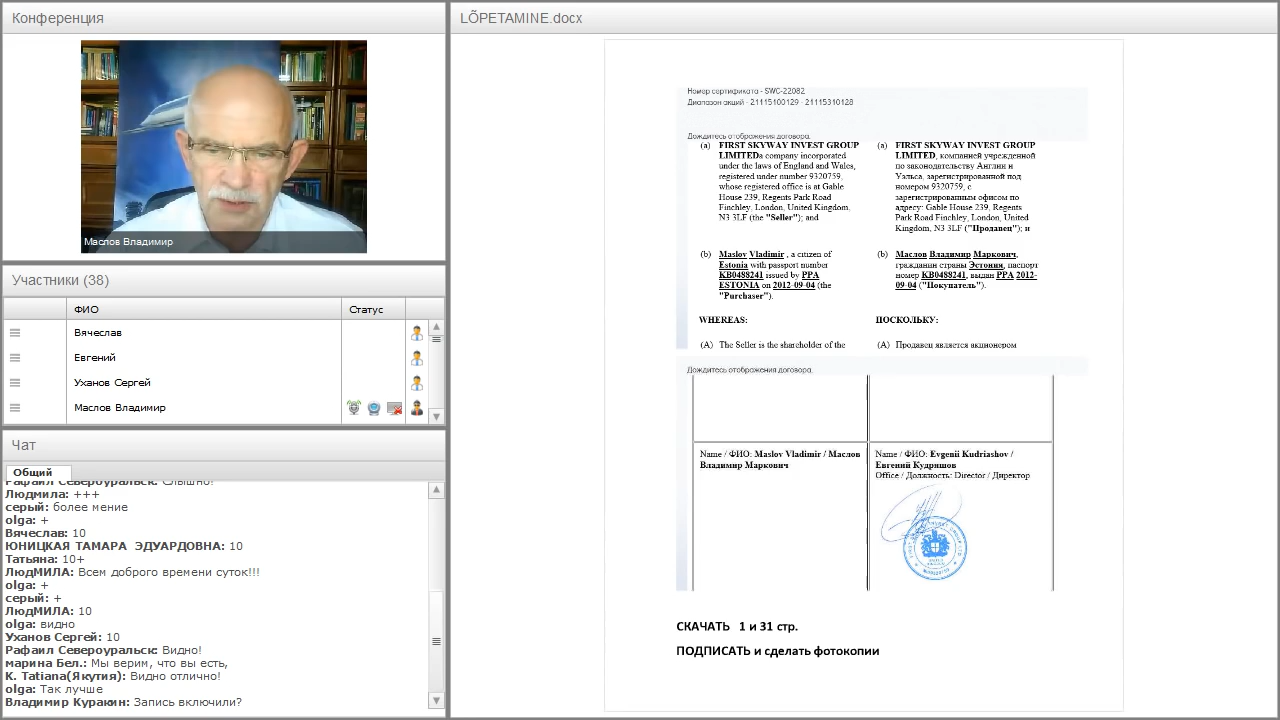 Конференция
Маслов Владимир
Участники (38)
ФИО
Статус
Вячеслав
Евгений
Уханов Сергей
Маслов Владимир
Чат
Общий
Рафаил Североуральск: Слышно!
Людмила: +++
серый: более мение
olga: +
Вячеслав: 10
ЮНИЦКАЯ ТАМАРА ЭДУАРДОВНА: 10
Татьяна: 10+
ЛюдМИЛА: Всем доброго времени суток!!!
olga: +
серый: +
ЛюдМИЛА: 10
olga: видно
Уханов Сергей: 10
Рафаил Североуральск: Видно!
марина Бел.: Мы верим, что вы есть,
K. Tatiana(Якутия): Видно отлично!
olga: Так лучше
Владимир Куракин: Запись включили?
LÕPETAMINE.docx
Номер сертификата - SWC-22082
Диапазон акций - 21115100129 - 21115310128
Дождитесь отображения договора.
(a) FIRST SKYWAY INVEST GROUP
LIMITEDa company incorporated
under the laws of England and Wales,
registered under number 9320759,
whose registered office is at Gable
House 239, Regents Park Road
Finchley, London, United Kingdom,
N3 3LF (the "Seller"); and
(b) Maslov Vladimir , a citizen of
Estonia with passport number
KB0488241 issued by PPA
ESTONIA on 2012-09-04 (the
"Purchaser").
WHEREAS:
(A) The Seller is the shareholder of the
(a) FIRST SKYWAY INVEST GROUP
LIMITED, компанией учрежденной
по законодательству Англии и
Уэльса, зарегистрированной под
номером 9320759, с
зарегистрированным офисом по
адресу: Gable House 239, Regents
Park Road Finchley, London, United
Kingdom, N3 3LF ("Продавец"); и
(b) Маслов Владимир Маркович,
гражданин страны Эстония, паспорт
номер KB0488241, выдан PPA 2012-
09-04 ("Покупатель").
ПОСКОЛЬКУ:
(A) Продавец является акционером
Дождитесь отображения договора.
Name / ФИО: Maslov Vladimir / Маслов
Владимир Маркович
Name / ФИО: Evgenii Kudriashov /
Евгений Кудряшов
Office / Должность: Director / Директор
СКАЧАТЬ 1 и 31 стр.
ПОДПИСАТЬ и сделать фотокопии